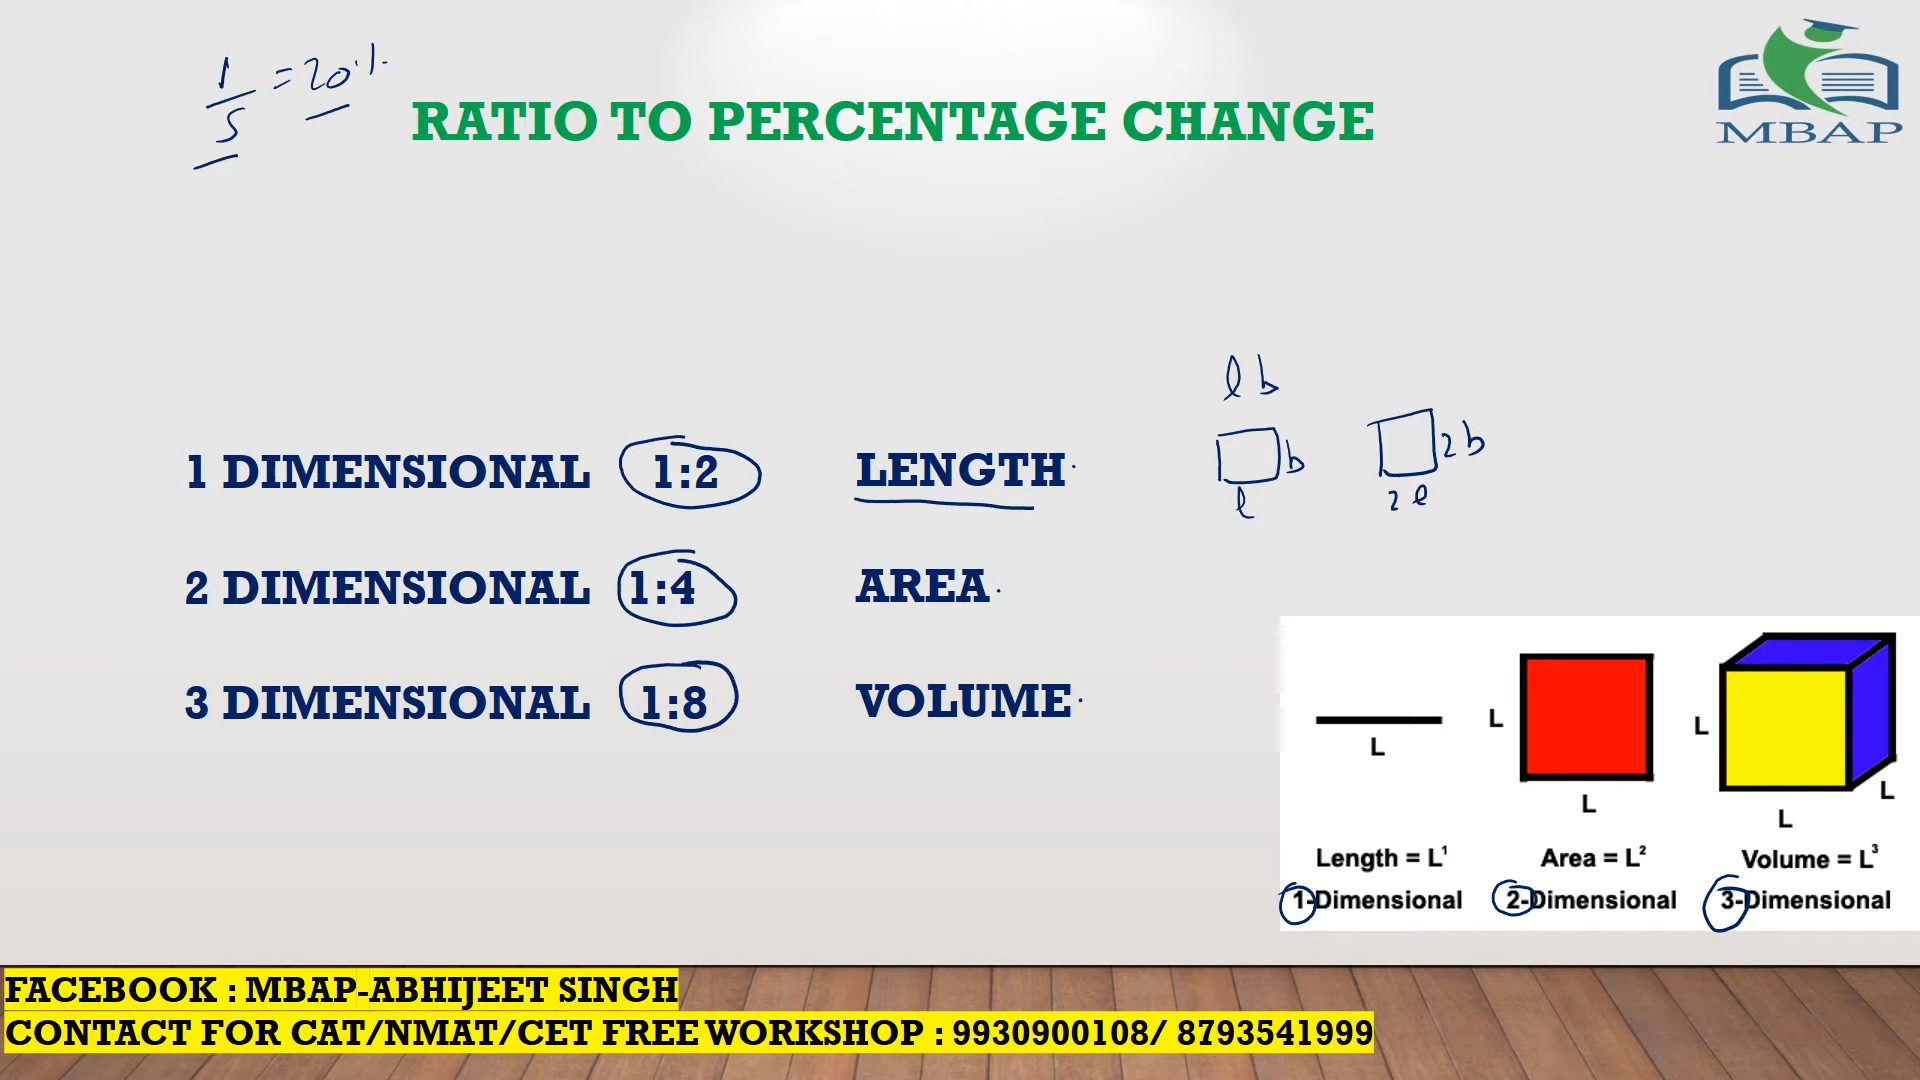 1/5 = 20%
RATIO TO PERCENTAGE CHANGE
MBAP
l b
1 DIMENSIONAL 1:2 LENGTH
b
l
2b
2l
2 DIMENSIONAL 1:4 AREA
3 DIMENSIONAL 1:8 VOLUME
L
L
L
L
L
L
Length = L¹
Area = L²
Volume = L³
1-Dimensional
2-Dimensional
3-Dimensional
FACEBOOK : MBAP-ABHIJEET SINGH
CONTACT FOR CAT/NMAT/CET FREE WORKSHOP : 9930900108/ 8793541999